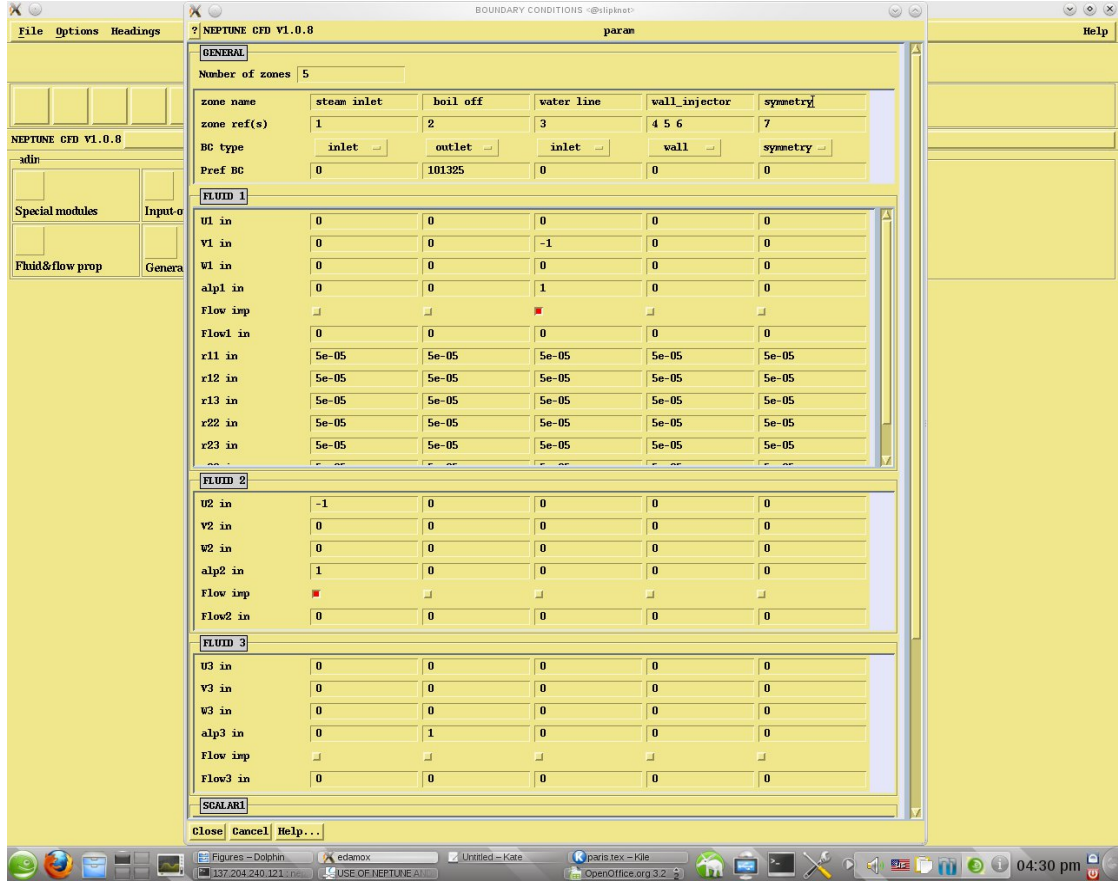 BOUNDARY CONDITIONS <@slipknot>
File Options Headings
Help
? NEPTUNE CFD V1.0.8 param
GENERAL
Number of zones 5
zone name steam inlet boil off water line wall_injector symmetry
zone ref(s) 1 2 3 4 5 6 7
BC type inlet outlet inlet wall symmetry
Pref BC 0 101325 0 0 0
NEPTUNE CFD V1.0.8
adin
Special modules
Input-o
Fluid&flow prop
Genera
FLUID 1
U1 in 0 0 0 0 0
V1 in 0 0 -1 0 0
W1 in 0 0 0 0 0
alp1 in 0 0 1 0 0
Flow imp
Flow1 in 0 0 0 0 0
r11 in 5e-05 5e-05 5e-05 5e-05 5e-05
r12 in 5e-05 5e-05 5e-05 5e-05 5e-05
r13 in 5e-05 5e-05 5e-05 5e-05 5e-05
r22 in 5e-05 5e-05 5e-05 5e-05 5e-05
r23 in 5e-05 5e-05 5e-05 5e-05 5e-05
FLUID 2
U2 in -1 0 0 0 0
V2 in 0 0 0 0 0
W2 in 0 0 0 0 0
alp2 in 1 0 0 0 0
Flow imp
Flow2 in 0 0 0 0 0
FLUID 3
U3 in 0 0 0 0 0
V3 in 0 0 0 0 0
W3 in 0 0 0 0 0
alp3 in 0 1 0 0 0
Flow imp
Flow3 in 0 0 0 0 0
SCALAR1
Close Cancel Help...
Figures – Dolphin
edamox
Untitled – Kate
paris.tex – Kile
137.204.240.121 : ne
USE OF NEPTUNE AN
OpenOffice.org 3.2
04:30 pm